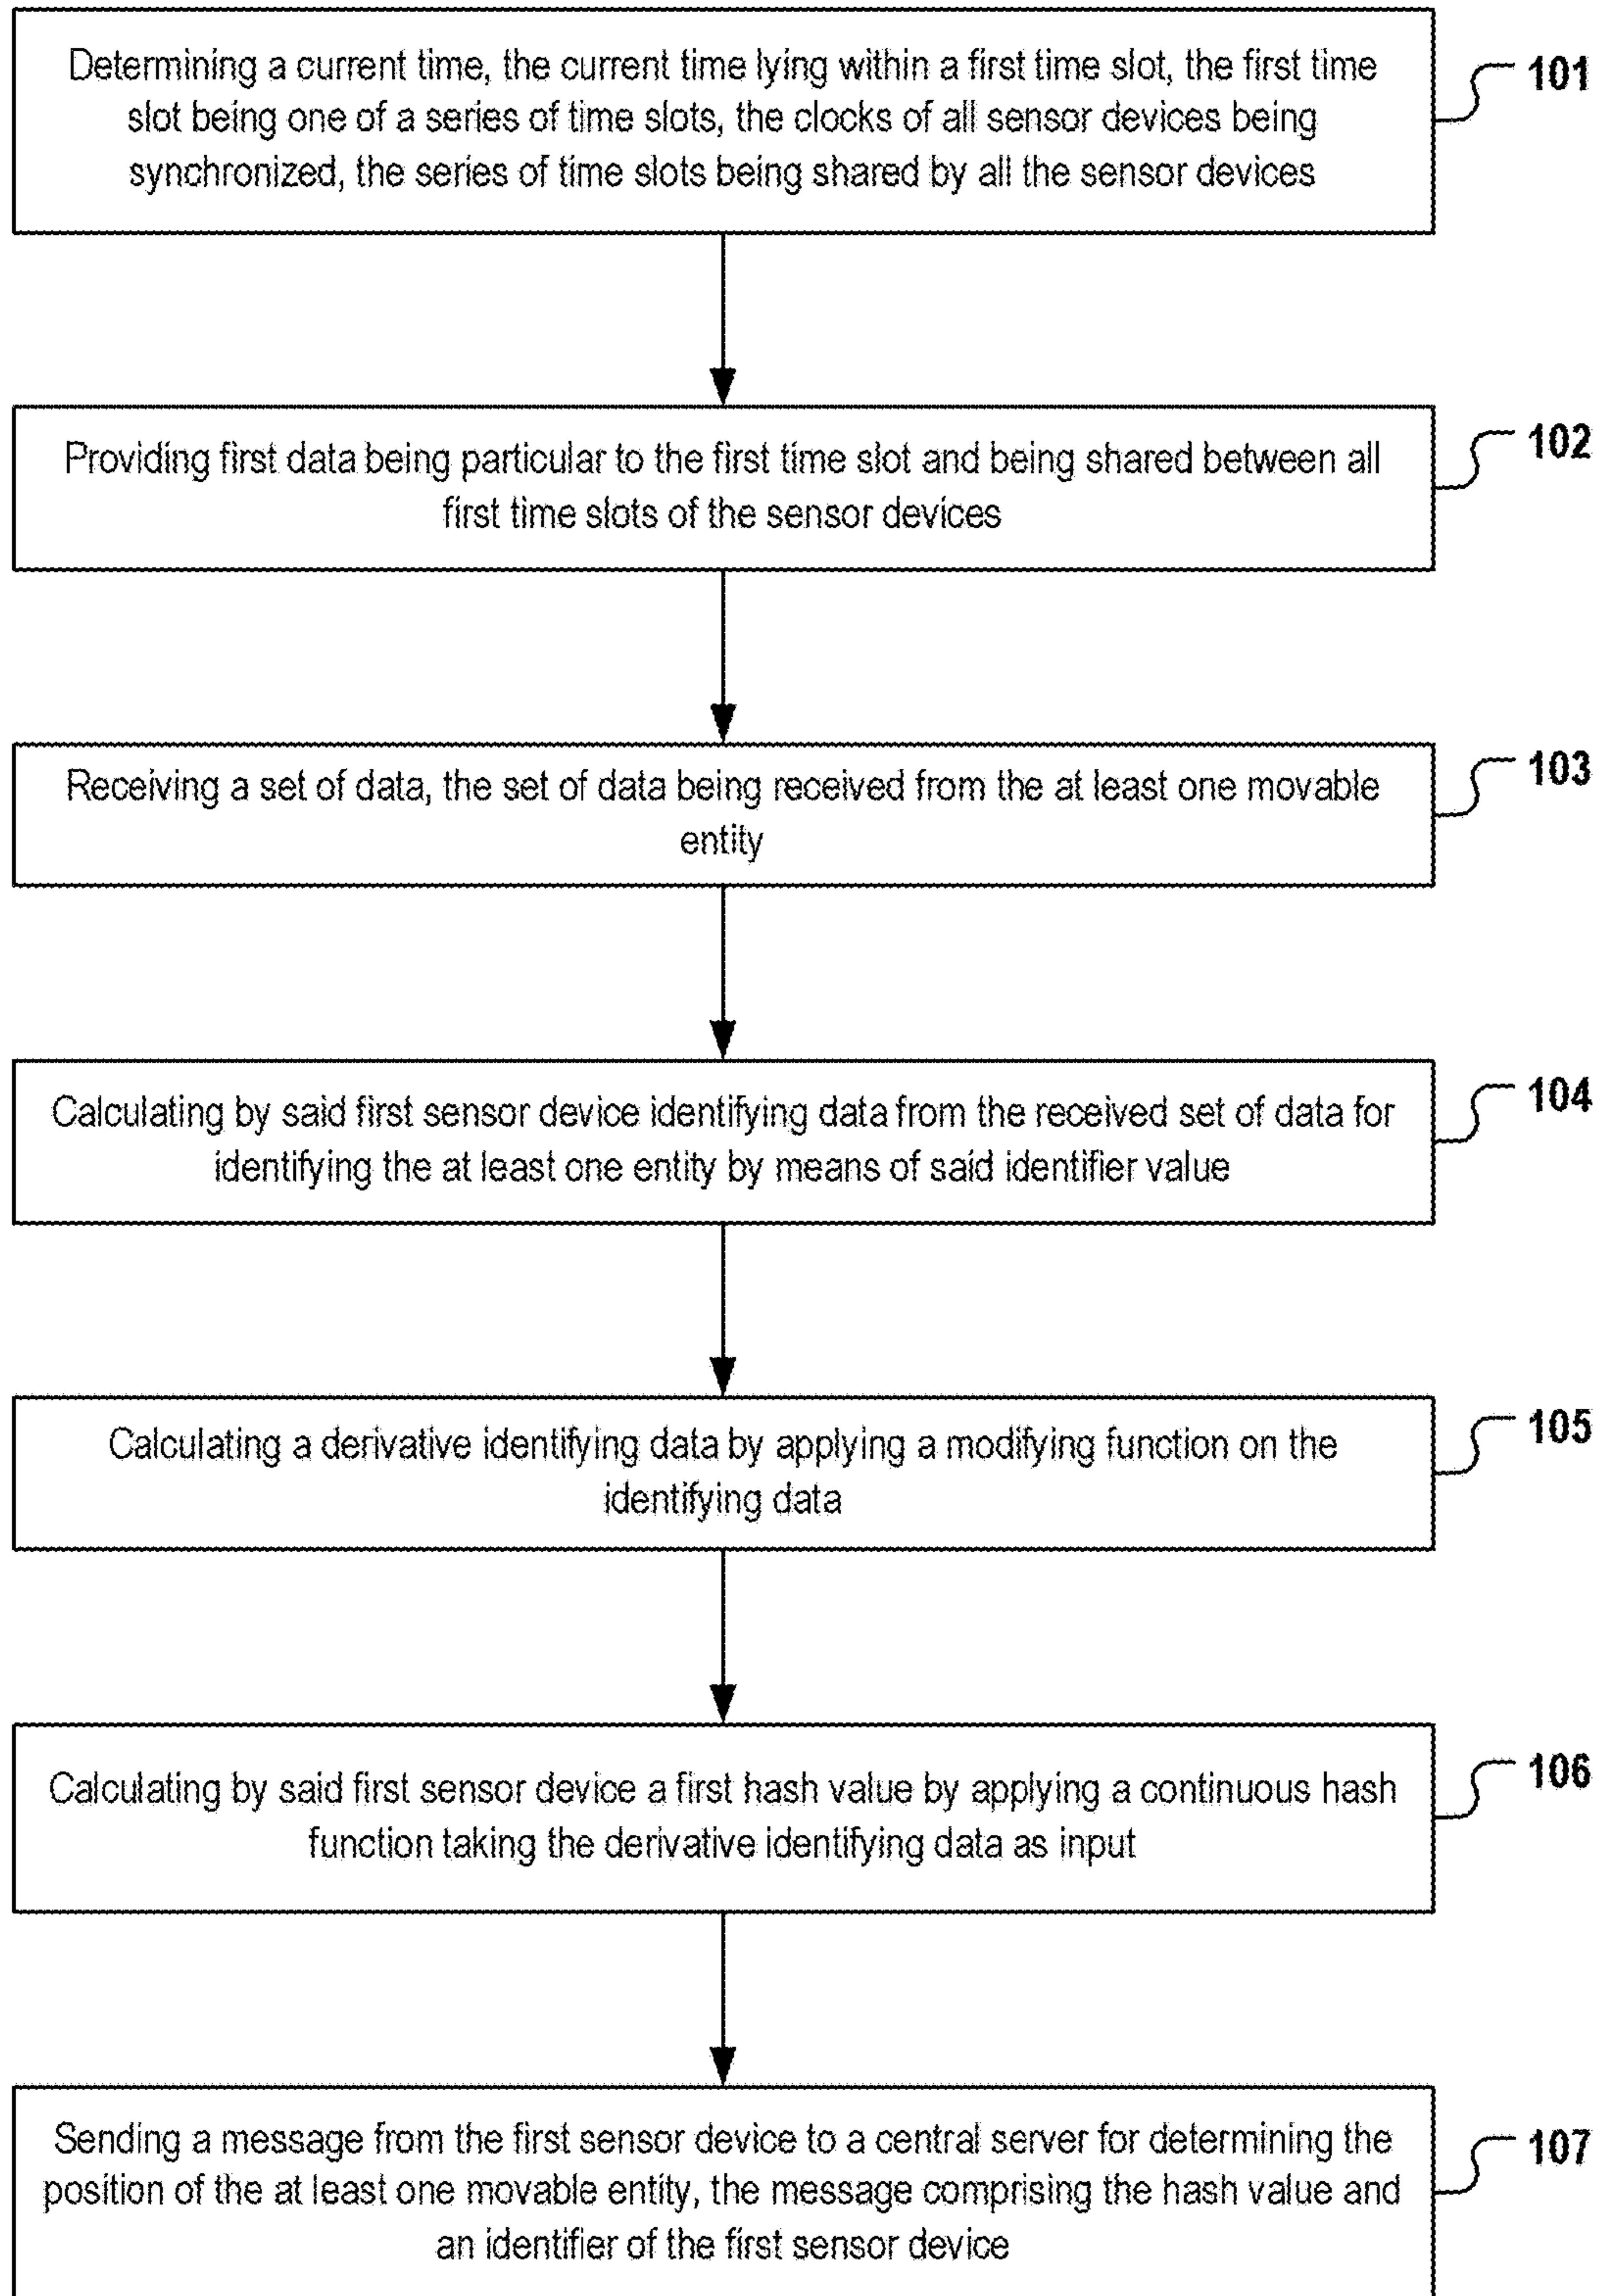 Determining a current time, the current time lying within a first time slot, the first time
slot being one of a series of time slots, the clocks of all sensor devices being
synchronized, the series of time slots being shared by all the sensor devices
101
Providing first data being particular to the first time slot and being shared between all
first time slots of the sensor devices
102
Receiving a set of data, the set of data being received from the at least one movable
entity
103
Calculating by said first sensor device identifying data from the received set of data for
identifying the at least one entity by means of said identifier value
104
Calculating a derivative identifying data by applying a modifying function on the
identifying data
105
Calculating by said first sensor device a first hash value by applying a continuous hash
function taking the derivative identifying data as input
106
Sending a message from the first sensor device to a central server for determining the
position of the at least one movable entity, the message comprising the hash value and
an identifier of the first sensor device
107